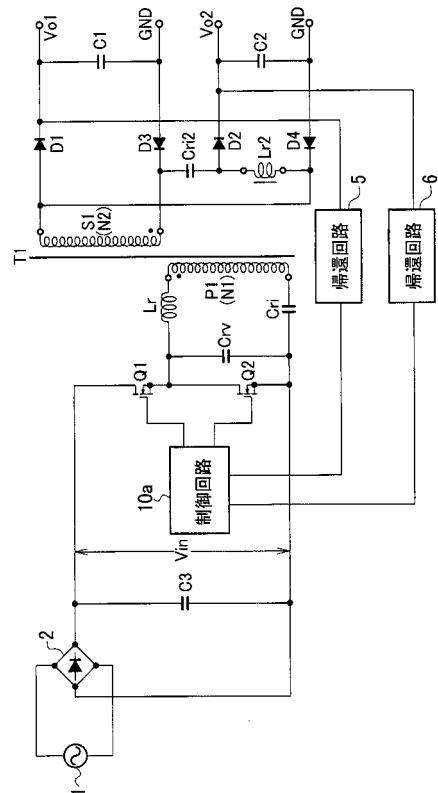 1
2
C3
Vin
10a
制御回路
Q1
Q2
Crv
Lr
P1
(N1)
Cri
T1
S1
(N2)
D1
D3
Cri2
D2
Lr2
D4
C1
C2
Vo1
GND
Vo2
GND
帰還回路
5
帰還回路
6